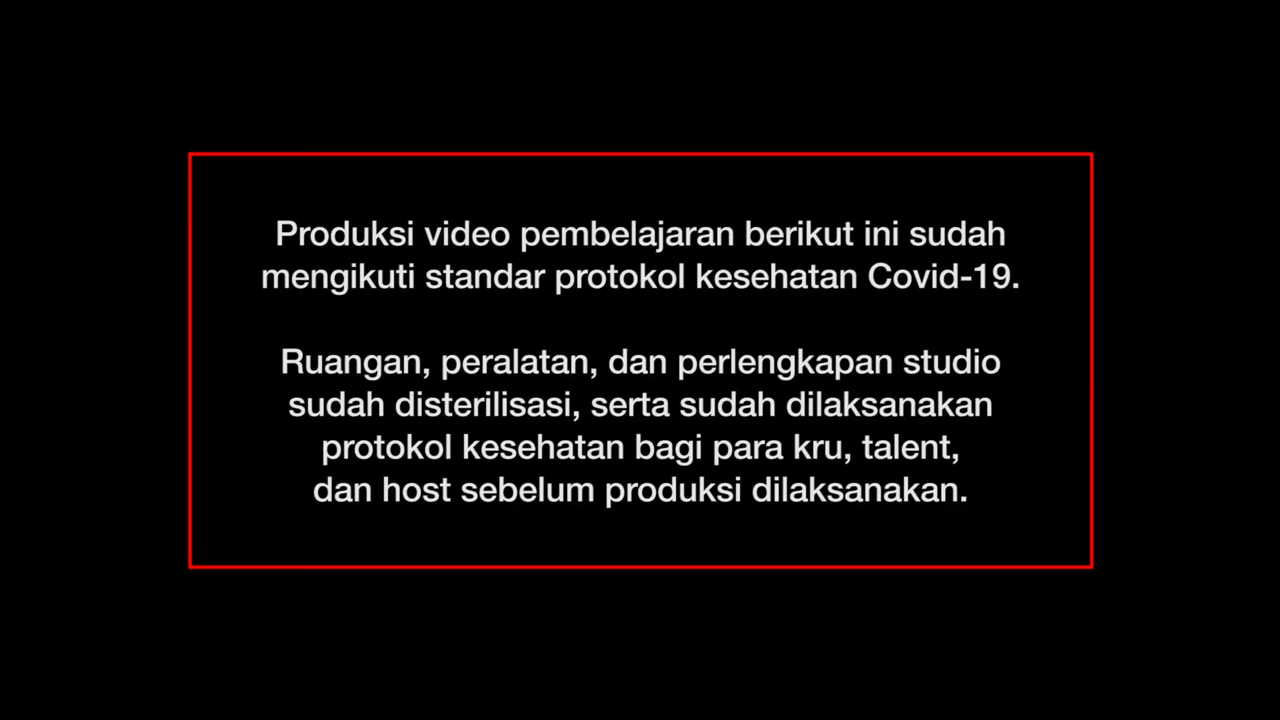 Produksi video pembelajaran berikut ini sudah
mengikuti standar protokol kesehatan Covid-19.
Ruangan, peralatan, dan perlengkapan studio
sudah disterilisasi, serta sudah dilaksanakan
protokol kesehatan bagi para kru, talent,
dan host sebelum produksi dilaksanakan.